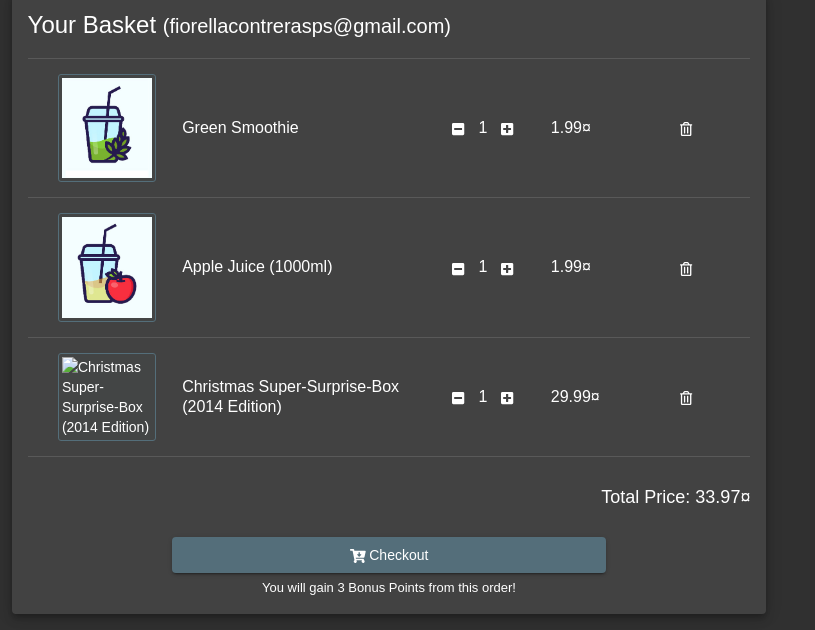 Your Basket (fiorellacontrerasps@gmail.com)
Green Smoothie 1 1.99¤
Apple Juice (1000ml) 1 1.99¤
Christmas
Super-
Surprise-Box
(2014 Edition)
Christmas Super-Surprise-Box
(2014 Edition)
1 29.99¤
Total Price: 33.97¤
Checkout
You will gain 3 Bonus Points from this order!